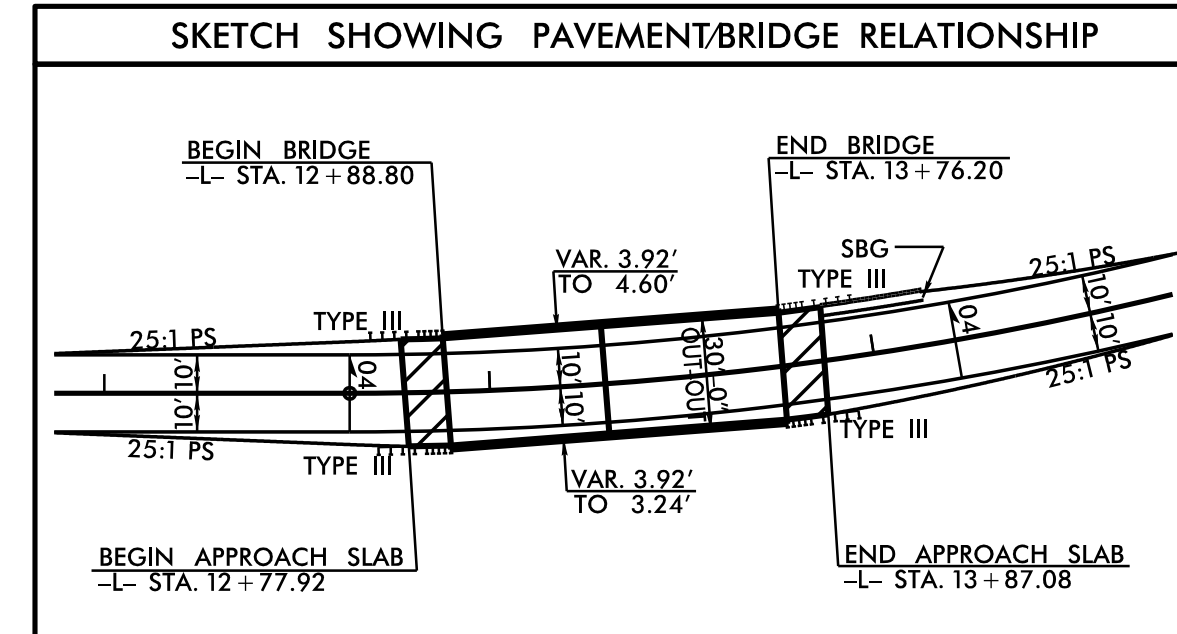 SKETCH SHOWING PAVEMENT/BRIDGE RELATIONSHIP
BEGIN BRIDGE
-L- STA. 12+88.80
END BRIDGE
-L- STA. 13+76.20
VAR. 3.92'
TO 4.60'
SBG
TYPE III
25:1 PS
TYPE III
25:1 PS
10'
10'
04
10'
10'
30'-0"
OUT-OUT
04
10'
10'
25:1 PS
25:1 PS
TYPE III
TYPE III
VAR. 3.92'
TO 3.24'
BEGIN APPROACH SLAB
-L- STA. 12+77.92
END APPROACH SLAB
-L- STA. 13+87.08